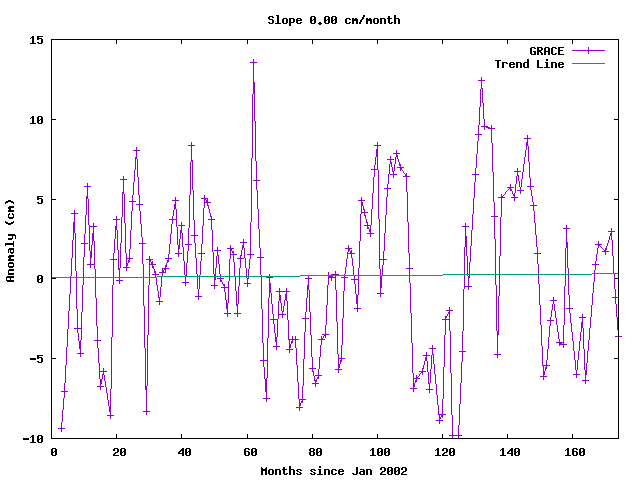 Slope 0.00 cm/month
GRACE
Trend Line
Anomaly (cm)
15
10
5
0
-5
-10
0 20 40 60 80 100 120 140 160
Months since Jan 2002